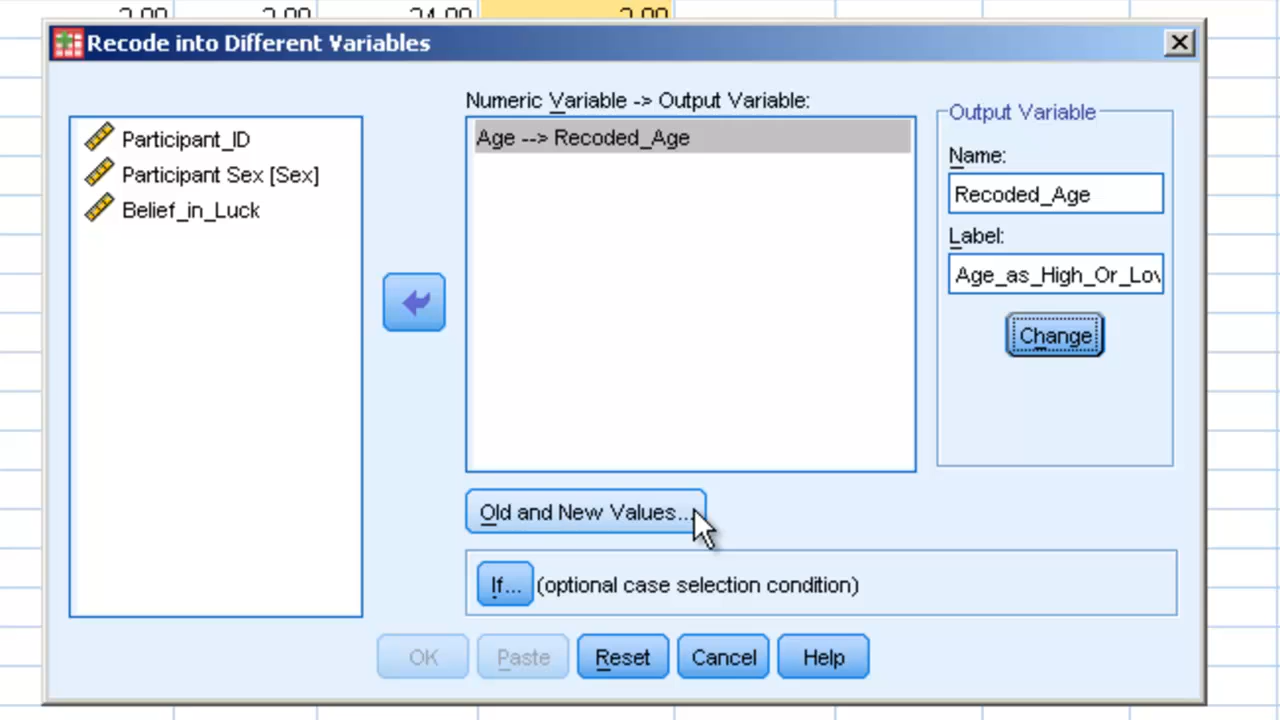 Recode into Different Variables
Numeric Variable -> Output Variable:
Participant_ID
Participant Sex [Sex]
Belief_in_Luck
Age --> Recoded_Age
Output Variable
Name:
Recoded_Age
Label:
Age_as_High_Or_Lov
Change
Old and New Values...
If... (optional case selection condition)
OK Paste Reset Cancel Help